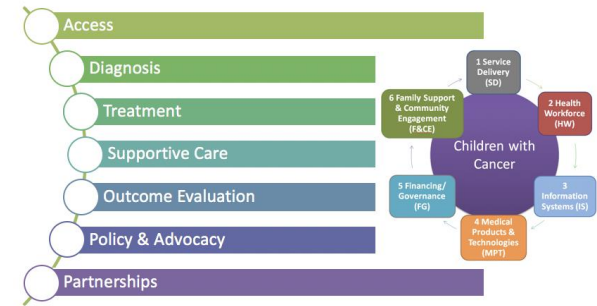 Access
Diagnosis
Treatment
Supportive Care
Outcome Evaluation
Policy & Advocacy
Partnerships
1 Service
Delivery
(SD)
2 Health
Workforce
(HW)
3
Information
Systems (IS)
4 Medical
Products &
Technologies
(MPT)
5 Financing/
Governance
(FG)
6 Family Support
& Community
Engagement
(F&CE)
Children with
Cancer